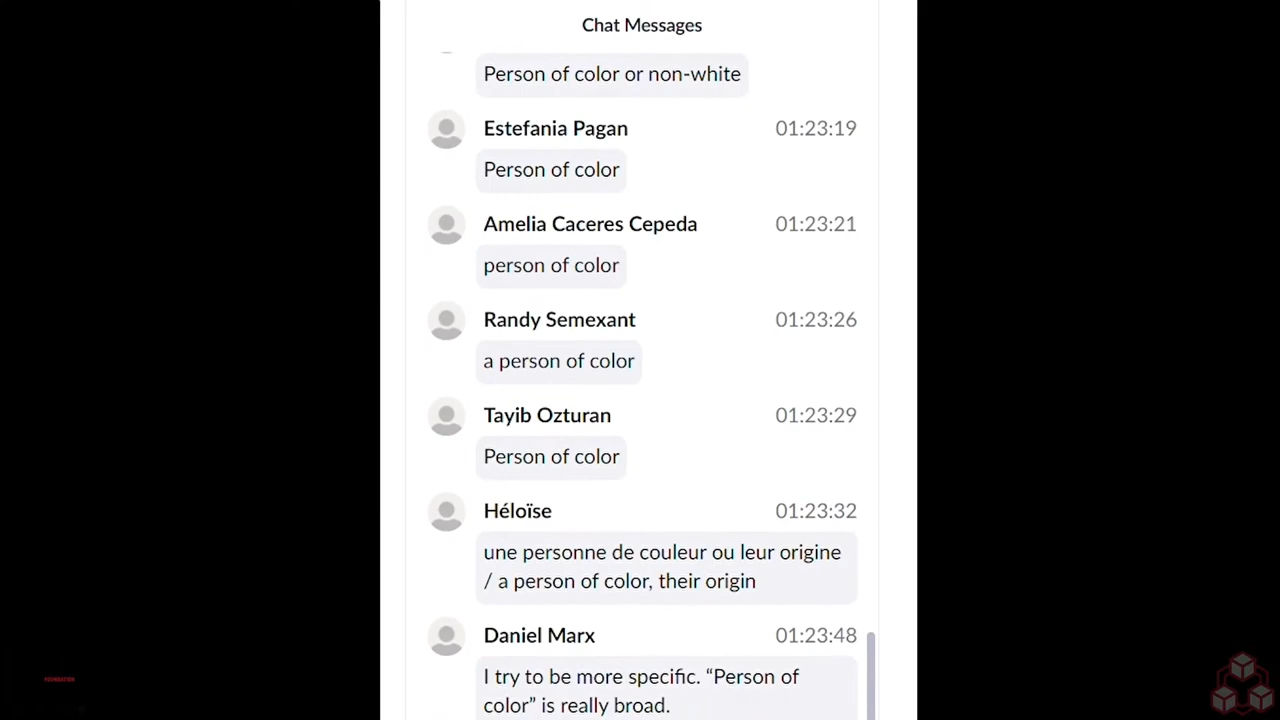 Chat Messages
Person of color or non-white
Estefania Pagan 01:23:19
Person of color
Amelia Caceres Cepeda 01:23:21
person of color
Randy Semexant 01:23:26
a person of color
Tayib Ozturan 01:23:29
Person of color
Héloïse 01:23:32
une personne de couleur ou leur origine
/ a person of color, their origin
Daniel Marx 01:23:48
I try to be more specific. “Person of
color” is really broad.
FOUNDATION